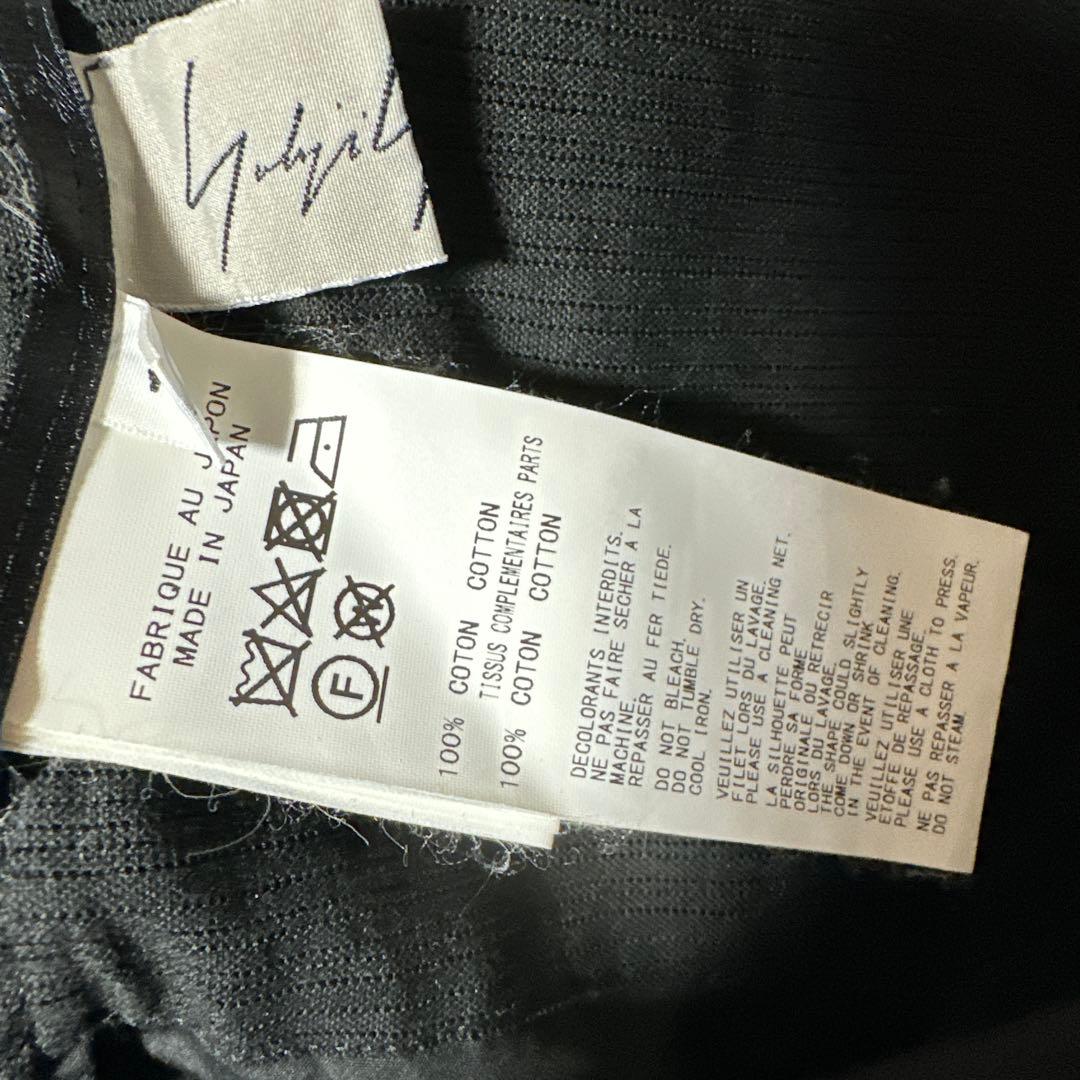 Yohji Y
FABRIQUE AU JAPON
MADE IN JAPAN
W
F
100% COTON COTTON
TISSUS COMPLEMENTAIRES PARTS
100% COTON COTTON
DECOLORANTS INTERDITS.
NE PAS FAIRE SECHER A LA
MACHINE.
REPASSER AU FER TIEDE.
DO NOT BLEACH.
DO NOT TUMBLE DRY.
COOL IRON.
VEUILLEZ UTILISER UN
FILET LORS DU LAVAGE.
PLEASE USE A CLEANING NET.
LA SILHOUETTE PEUT
PERDRE SA FORME
ORIGINALE OU RETRECIR
LORS DU LAVAGE.
THE SHAPE COULD SLIGHTLY
COME DOWN OR SHRINK
IN THE EVENT OF CLEANING.
VEUILLEZ UTILISER UNE
ETOFFE DE REPASSAGE.
PLEASE USE A CLOTH TO PRESS.
NE PAS REPASSER A LA VAPEUR.
DO NOT STEAM.